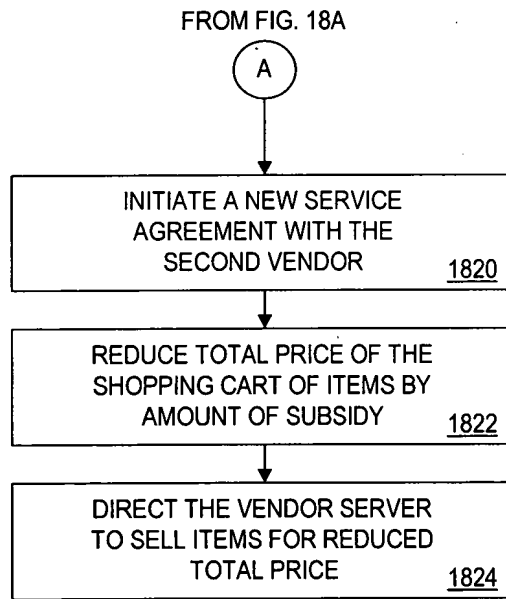 FROM FIG. 18A
A
INITIATE A NEW SERVICE
AGREEMENT WITH THE
SECOND VENDOR
1820
REDUCE TOTAL PRICE OF THE
SHOPPING CART OF ITEMS BY
AMOUNT OF SUBSIDY
1822
DIRECT THE VENDOR SERVER
TO SELL ITEMS FOR REDUCED
TOTAL PRICE
1824